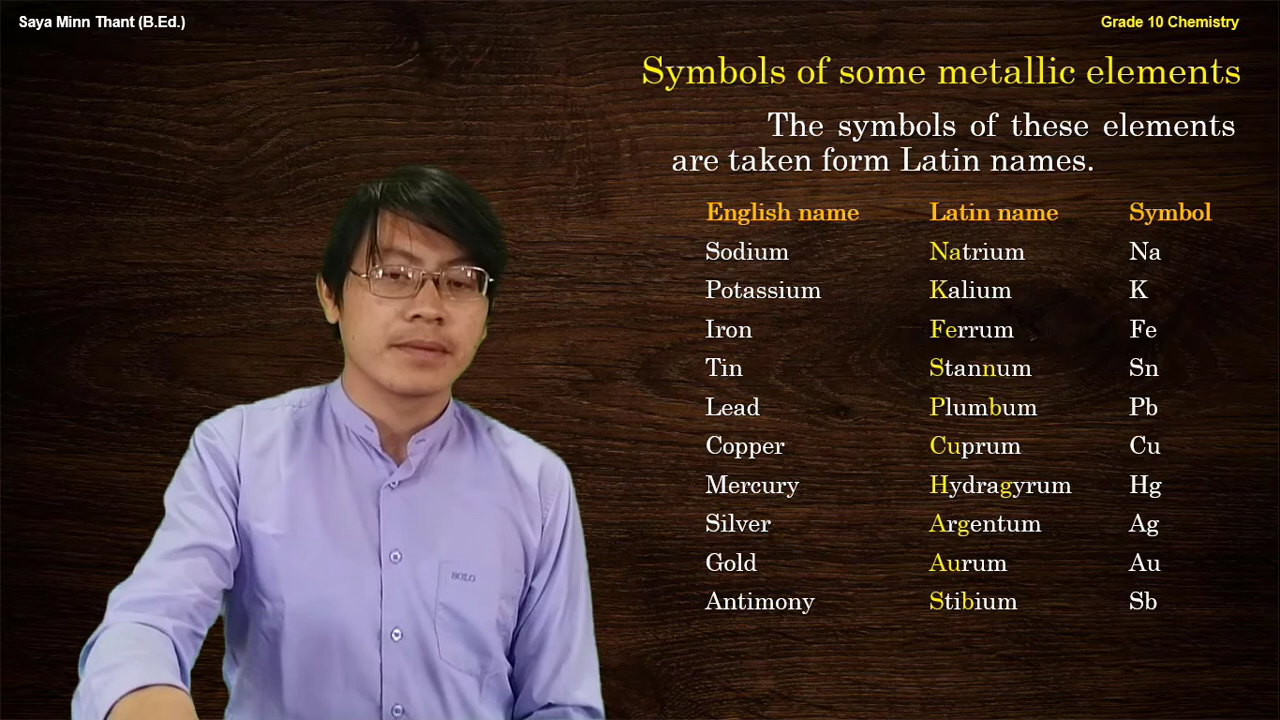 Saya Minn Thant (B.Ed.)
Grade 10 Chemistry
Symbols of some metallic elements
The symbols of these elements
are taken form Latin names.
English name Latin name Symbol
Sodium Natrium Na
Potassium Kalium K
Iron Ferrum Fe
Tin Stannum Sn
Lead Plumbum Pb
Copper Cuprum Cu
Mercury Hydragyrum Hg
Silver Argentum Ag
Gold Aurum Au
Antimony Stibium Sb
BOLO